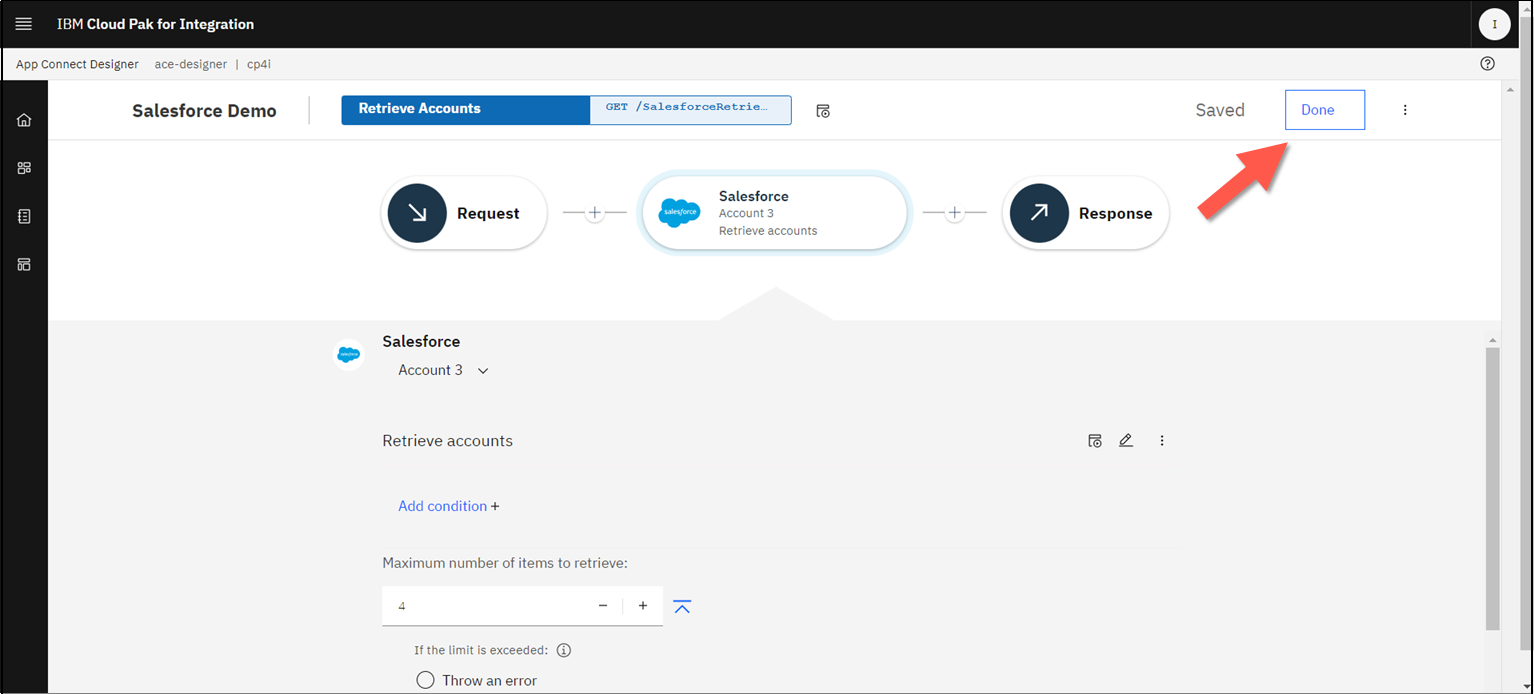 IBM Cloud Pak for Integration
I
App Connect Designer ace-designer | cp4i
Salesforce Demo
Retrieve Accounts
GET /SalesforceRetrie…
Saved
Done
Request
salesforce
Salesforce
Account 3
Retrieve accounts
Response
salesforce
Salesforce
Account 3
Retrieve accounts
Add condition +
Maximum number of items to retrieve:
4
If the limit is exceeded:
Throw an error